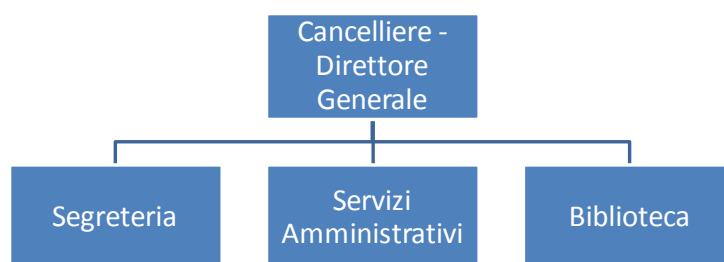 Cancelliere -
Direttore
Generale
Segreteria
Servizi
Amministrativi
Biblioteca